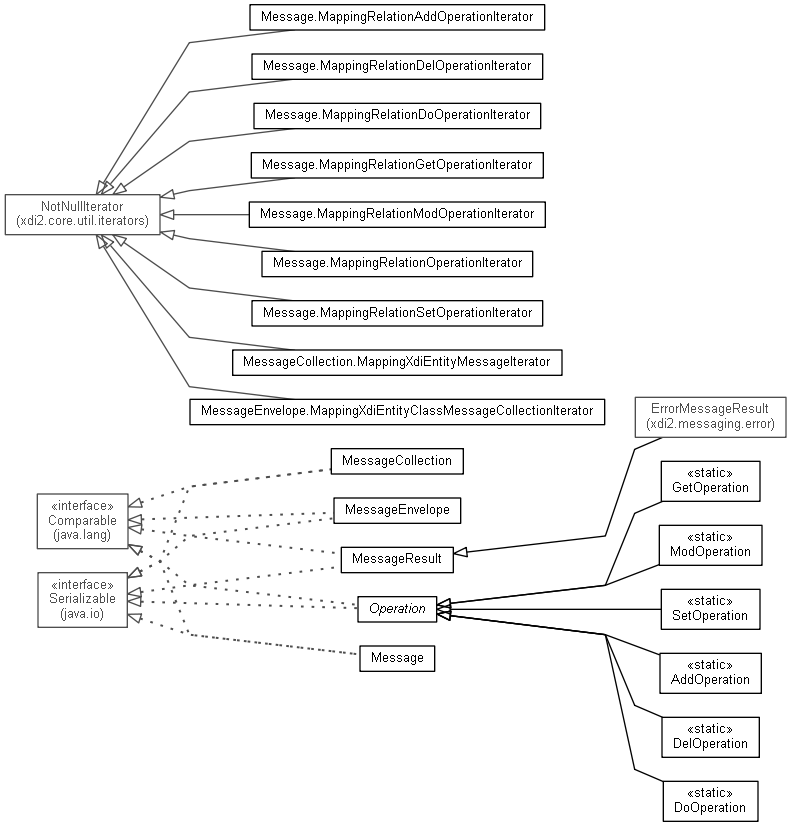 Message.MappingRelationAddOperationIterator
Message.MappingRelationDelOperationIterator
Message.MappingRelationDoOperationIterator
Message.MappingRelationGetOperationIterator
NotNullIterator
(xdi2.core.util.iterators)
Message.MappingRelationModOperationIterator
Message.MappingRelationOperationIterator
Message.MappingRelationSetOperationIterator
MessageCollection.MappingXdiEntityMessageIterator
MessageEnvelope.MappingXdiEntityClassMessageCollectionIterator
ErrorMessageResult
(xdi2.messaging.error)
MessageCollection
«static»
GetOperation
«interface»
Comparable
(java.lang)
MessageEnvelope
«static»
ModOperation
MessageResult
«interface»
Serializable
(java.io)
Operation
«static»
SetOperation
Message
«static»
AddOperation
«static»
DelOperation
«static»
DoOperation